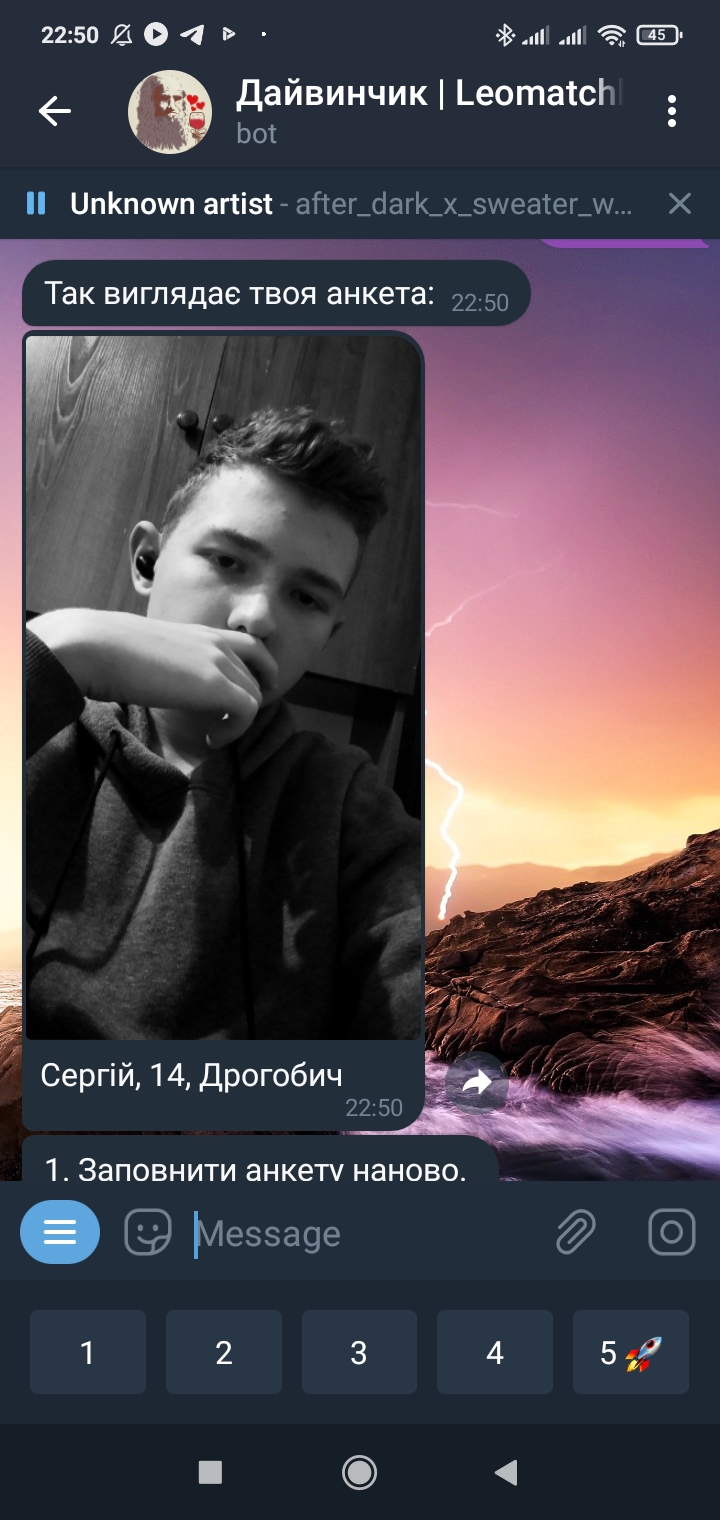 22:50
45
Дайвинчик | Leomatch
bot
Unknown artist - after_dark_x_sweater_w...
Так виглядає твоя анкета: 22:50
Сергій, 14, Дрогобич
22:50
1. Заповнити анкету наново.
Message
1 2 3 4 5 🚀